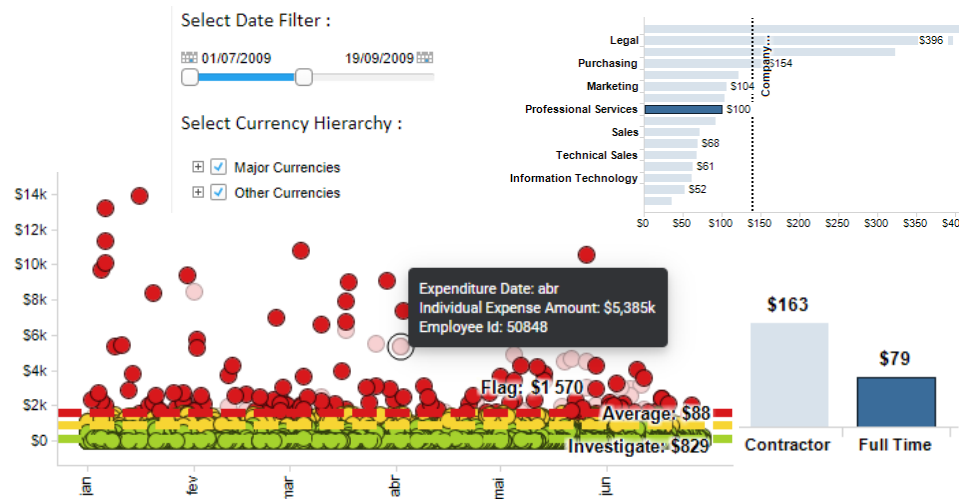 Select Date Filter :
01/07/2009
19/09/2009
Select Currency Hierarchy :
Major Currencies
Other Currencies
Legal
$396
Purchasing
$154
Marketing
$104
Professional Services
$100
Sales
$68
Technical Sales
$61
Information Technology
$52
Company
$0 $50 $100 $150 $200 $250 $300 $350 $40
$14k
$12k
$10k
$8k
$6k
$4k
$2k
$0
Expenditure Date: abr
Individual Expense Amount: $5,385k
Employee Id: 50848
Flag: $1 570
Average: $88
Investigate: $829
jan fev mar abr mai jun
$163
$79
Contractor
Full Time